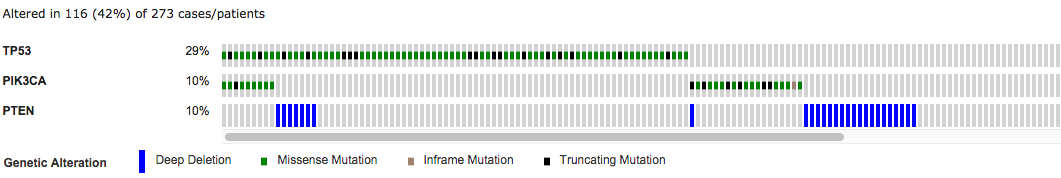 Altered in 116 (42%) of 273 cases/patients
TP53 29%
PIK3CA 10%
PTEN 10%
Genetic Alteration Deep Deletion Missense Mutation Inframe Mutation Truncating Mutation